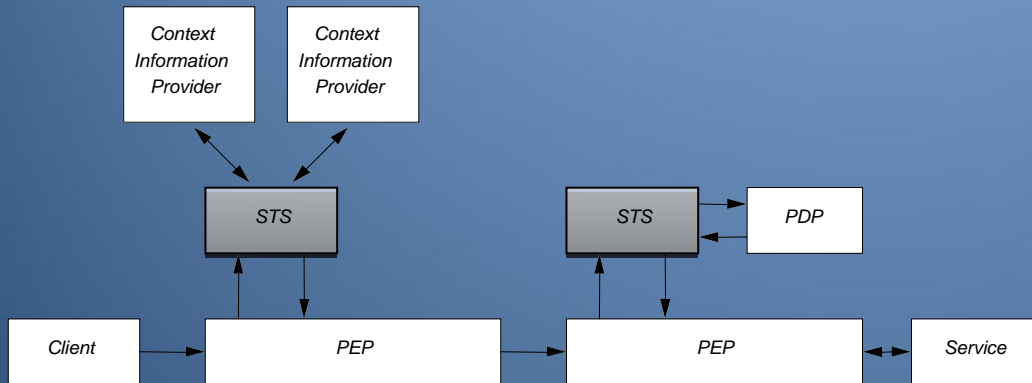 Context
Information
Provider
Context
Information
Provider
STS
STS
PDP
Client
PEP
PEP
Service